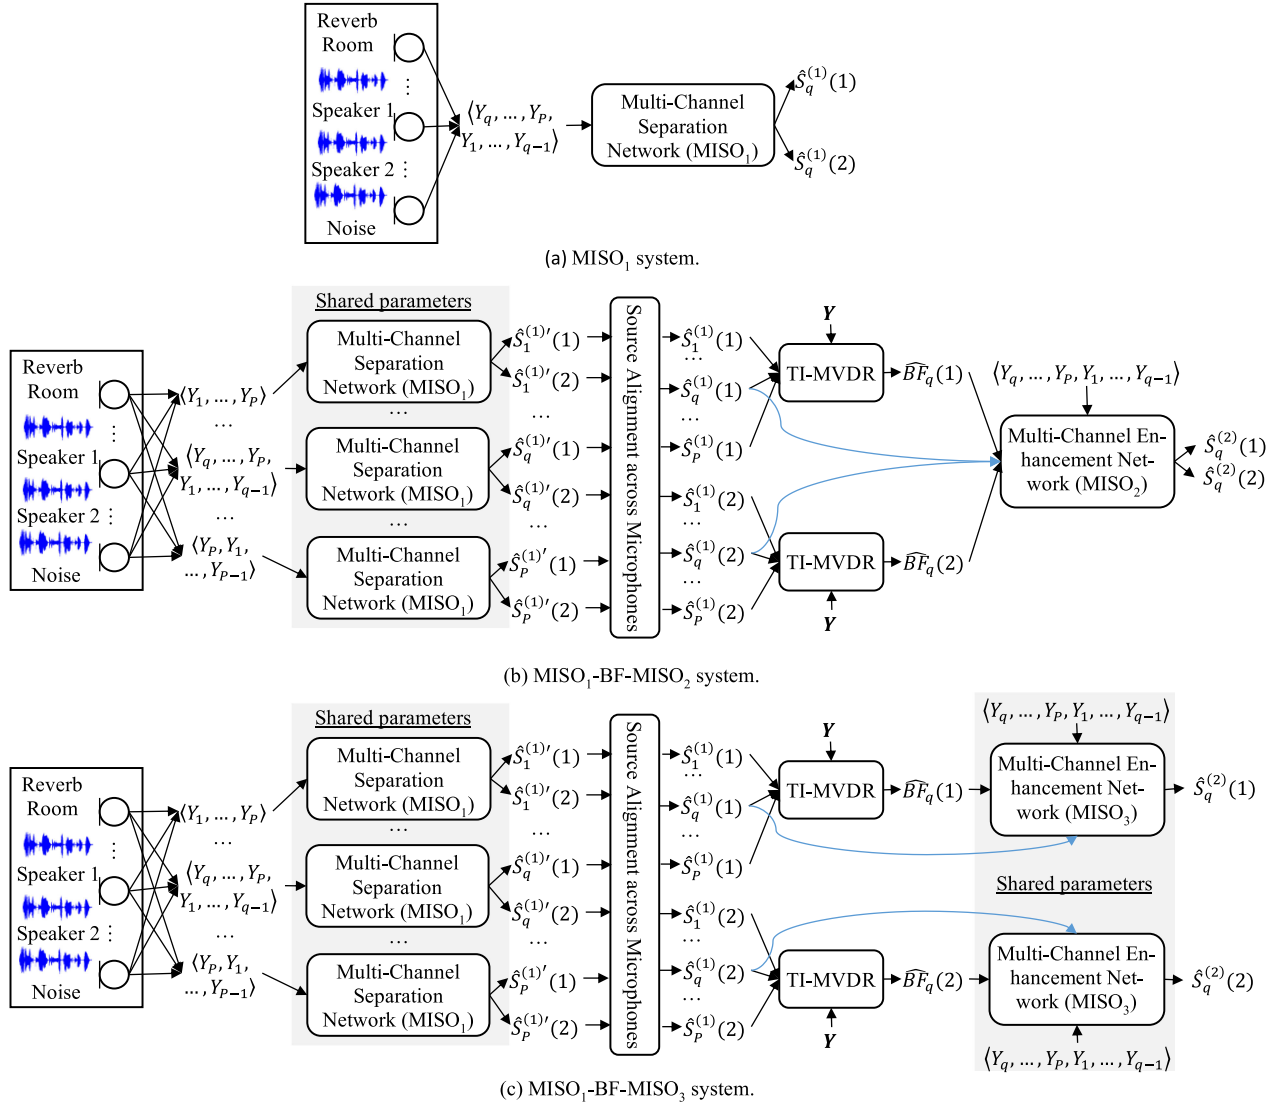 Reverb
Room
⋮
Speaker 1
Speaker 2 ⋮
Noise
⟨Y_q, …, Y_P,
Y_1, …, Y_{q−1}⟩
Multi-Channel
Separation
Network (MISO_1)
Ŝ_q^{(1)}(1)
Ŝ_q^{(1)}(2)
(a) MISO_1 system.
Reverb
Room
⋮
Speaker 1
Speaker 2 ⋮
Noise
⟨Y_1, …, Y_P⟩
…
⟨Y_q, …, Y_P,
Y_1, …, Y_{q−1}⟩
…
⟨Y_P, Y_1,
…, Y_{P−1}⟩
Shared parameters
Multi-Channel
Separation
Network (MISO_1)
…
Multi-Channel
Separation
Network (MISO_1)
…
Multi-Channel
Separation
Network (MISO_1)
Ŝ_1^{(1)′}(1)
Ŝ_1^{(1)′}(2)
…
Ŝ_q^{(1)′}(1)
Ŝ_q^{(1)′}(2)
…
Ŝ_P^{(1)′}(1)
Ŝ_P^{(1)′}(2)
Source Alignment across Microphones
Ŝ_1^{(1)}(1)
…
Ŝ_q^{(1)}(1)
…
Ŝ_P^{(1)}(1)
Ŝ_1^{(1)}(2)
…
Ŝ_q^{(1)}(2)
…
Ŝ_P^{(1)}(2)
Y
TI-MVDR
B̂F_q(1)
TI-MVDR
B̂F_q(2)
Y
⟨Y_q, …, Y_P, Y_1, …, Y_{q−1}⟩
Multi-Channel En-
hancement Net-
work (MISO_2)
Ŝ_q^{(2)}(1)
Ŝ_q^{(2)}(2)
(b) MISO_1-BF-MISO_2 system.
Reverb
Room
⋮
Speaker 1
Speaker 2 ⋮
Noise
⟨Y_1, …, Y_P⟩
…
⟨Y_q, …, Y_P,
Y_1, …, Y_{q−1}⟩
…
⟨Y_P, Y_1,
…, Y_{P−1}⟩
Shared parameters
Multi-Channel
Separation
Network (MISO_1)
…
Multi-Channel
Separation
Network (MISO_1)
…
Multi-Channel
Separation
Network (MISO_1)
Ŝ_1^{(1)′}(1)
Ŝ_1^{(1)′}(2)
…
Ŝ_q^{(1)′}(1)
Ŝ_q^{(1)′}(2)
…
Ŝ_P^{(1)′}(1)
Ŝ_P^{(1)′}(2)
Source Alignment across Microphones
Ŝ_1^{(1)}(1)
…
Ŝ_q^{(1)}(1)
…
Ŝ_P^{(1)}(1)
Ŝ_1^{(1)}(2)
…
Ŝ_q^{(1)}(2)
…
Ŝ_P^{(1)}(2)
Y
TI-MVDR
B̂F_q(1)
TI-MVDR
B̂F_q(2)
Y
⟨Y_q, …, Y_P, Y_1, …, Y_{q−1}⟩
Multi-Channel En-
hancement Net-
work (MISO_3)
Ŝ_q^{(2)}(1)
Shared parameters
Multi-Channel En-
hancement Net-
work (MISO_3)
Ŝ_q^{(2)}(2)
⟨Y_q, …, Y_P, Y_1, …, Y_{q−1}⟩
(c) MISO_1-BF-MISO_3 system.